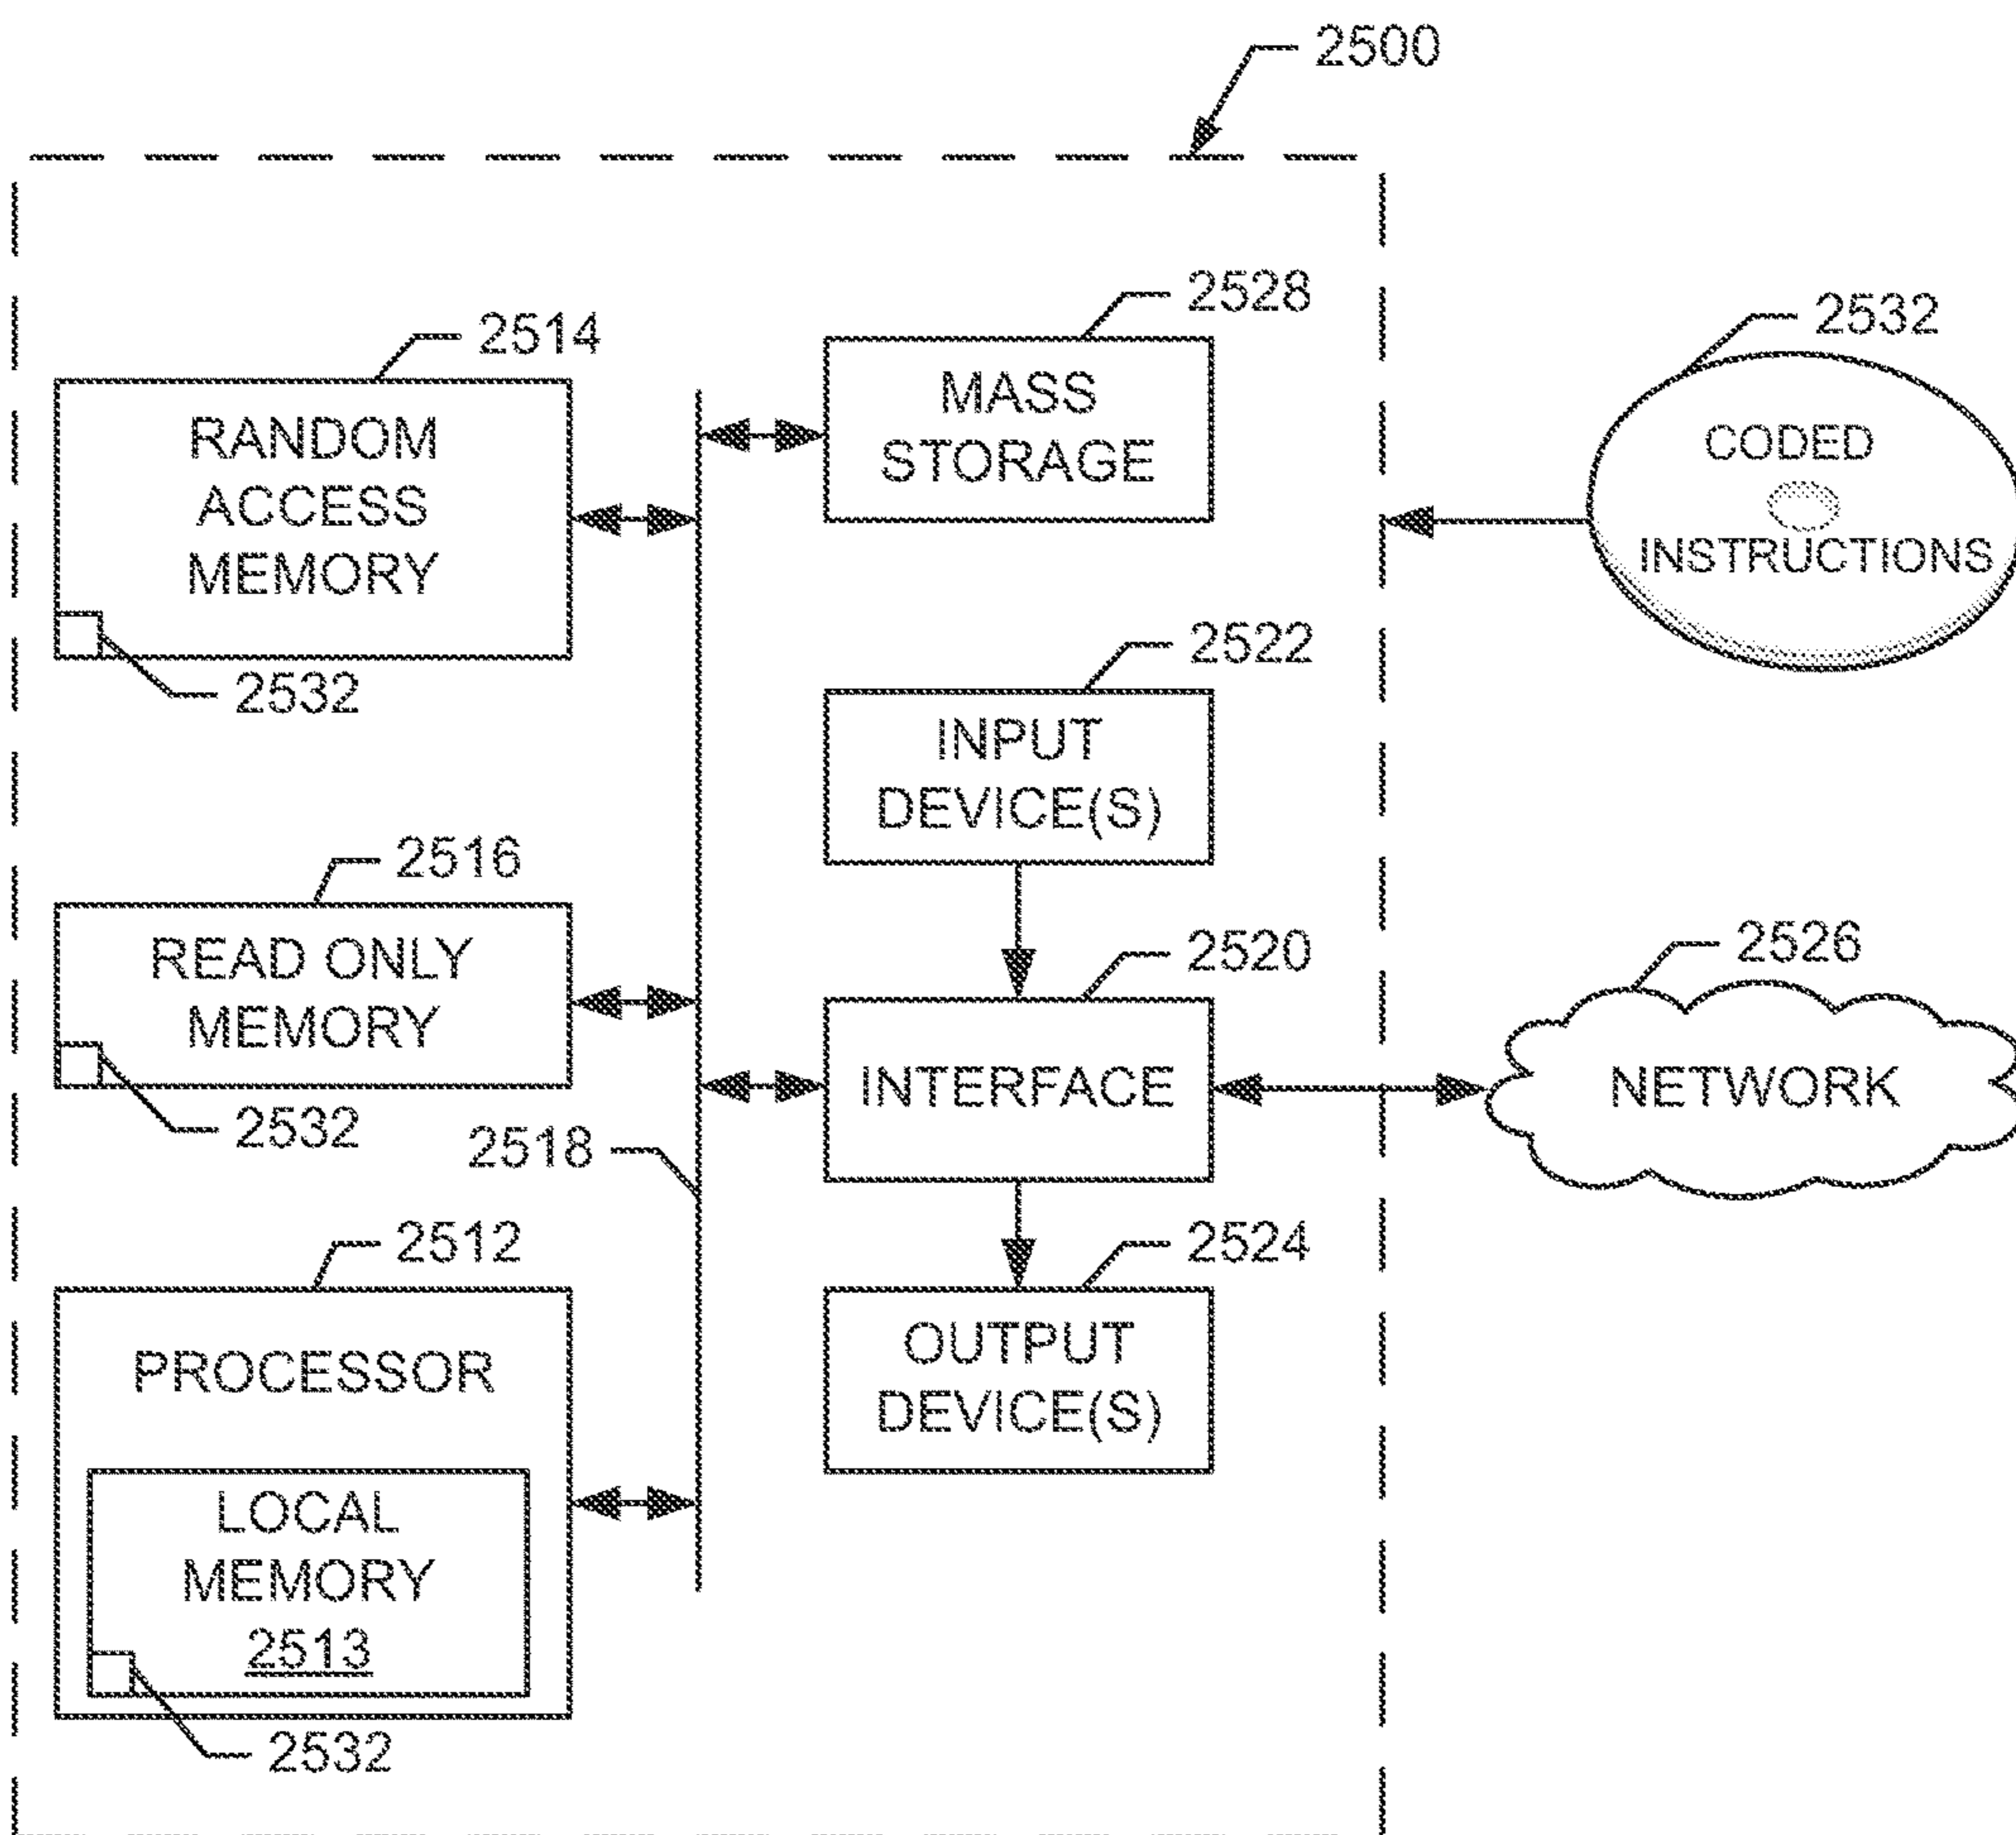 2500
2528
MASS
STORAGE
2514
RANDOM
ACCESS
MEMORY
2532
2532
CODED
INSTRUCTIONS
2522
INPUT
DEVICE(S)
2516
READ ONLY
MEMORY
2532
2520
INTERFACE
2526
NETWORK
2518
2512
PROCESSOR
LOCAL
MEMORY
2513
2532
2524
OUTPUT
DEVICE(S)